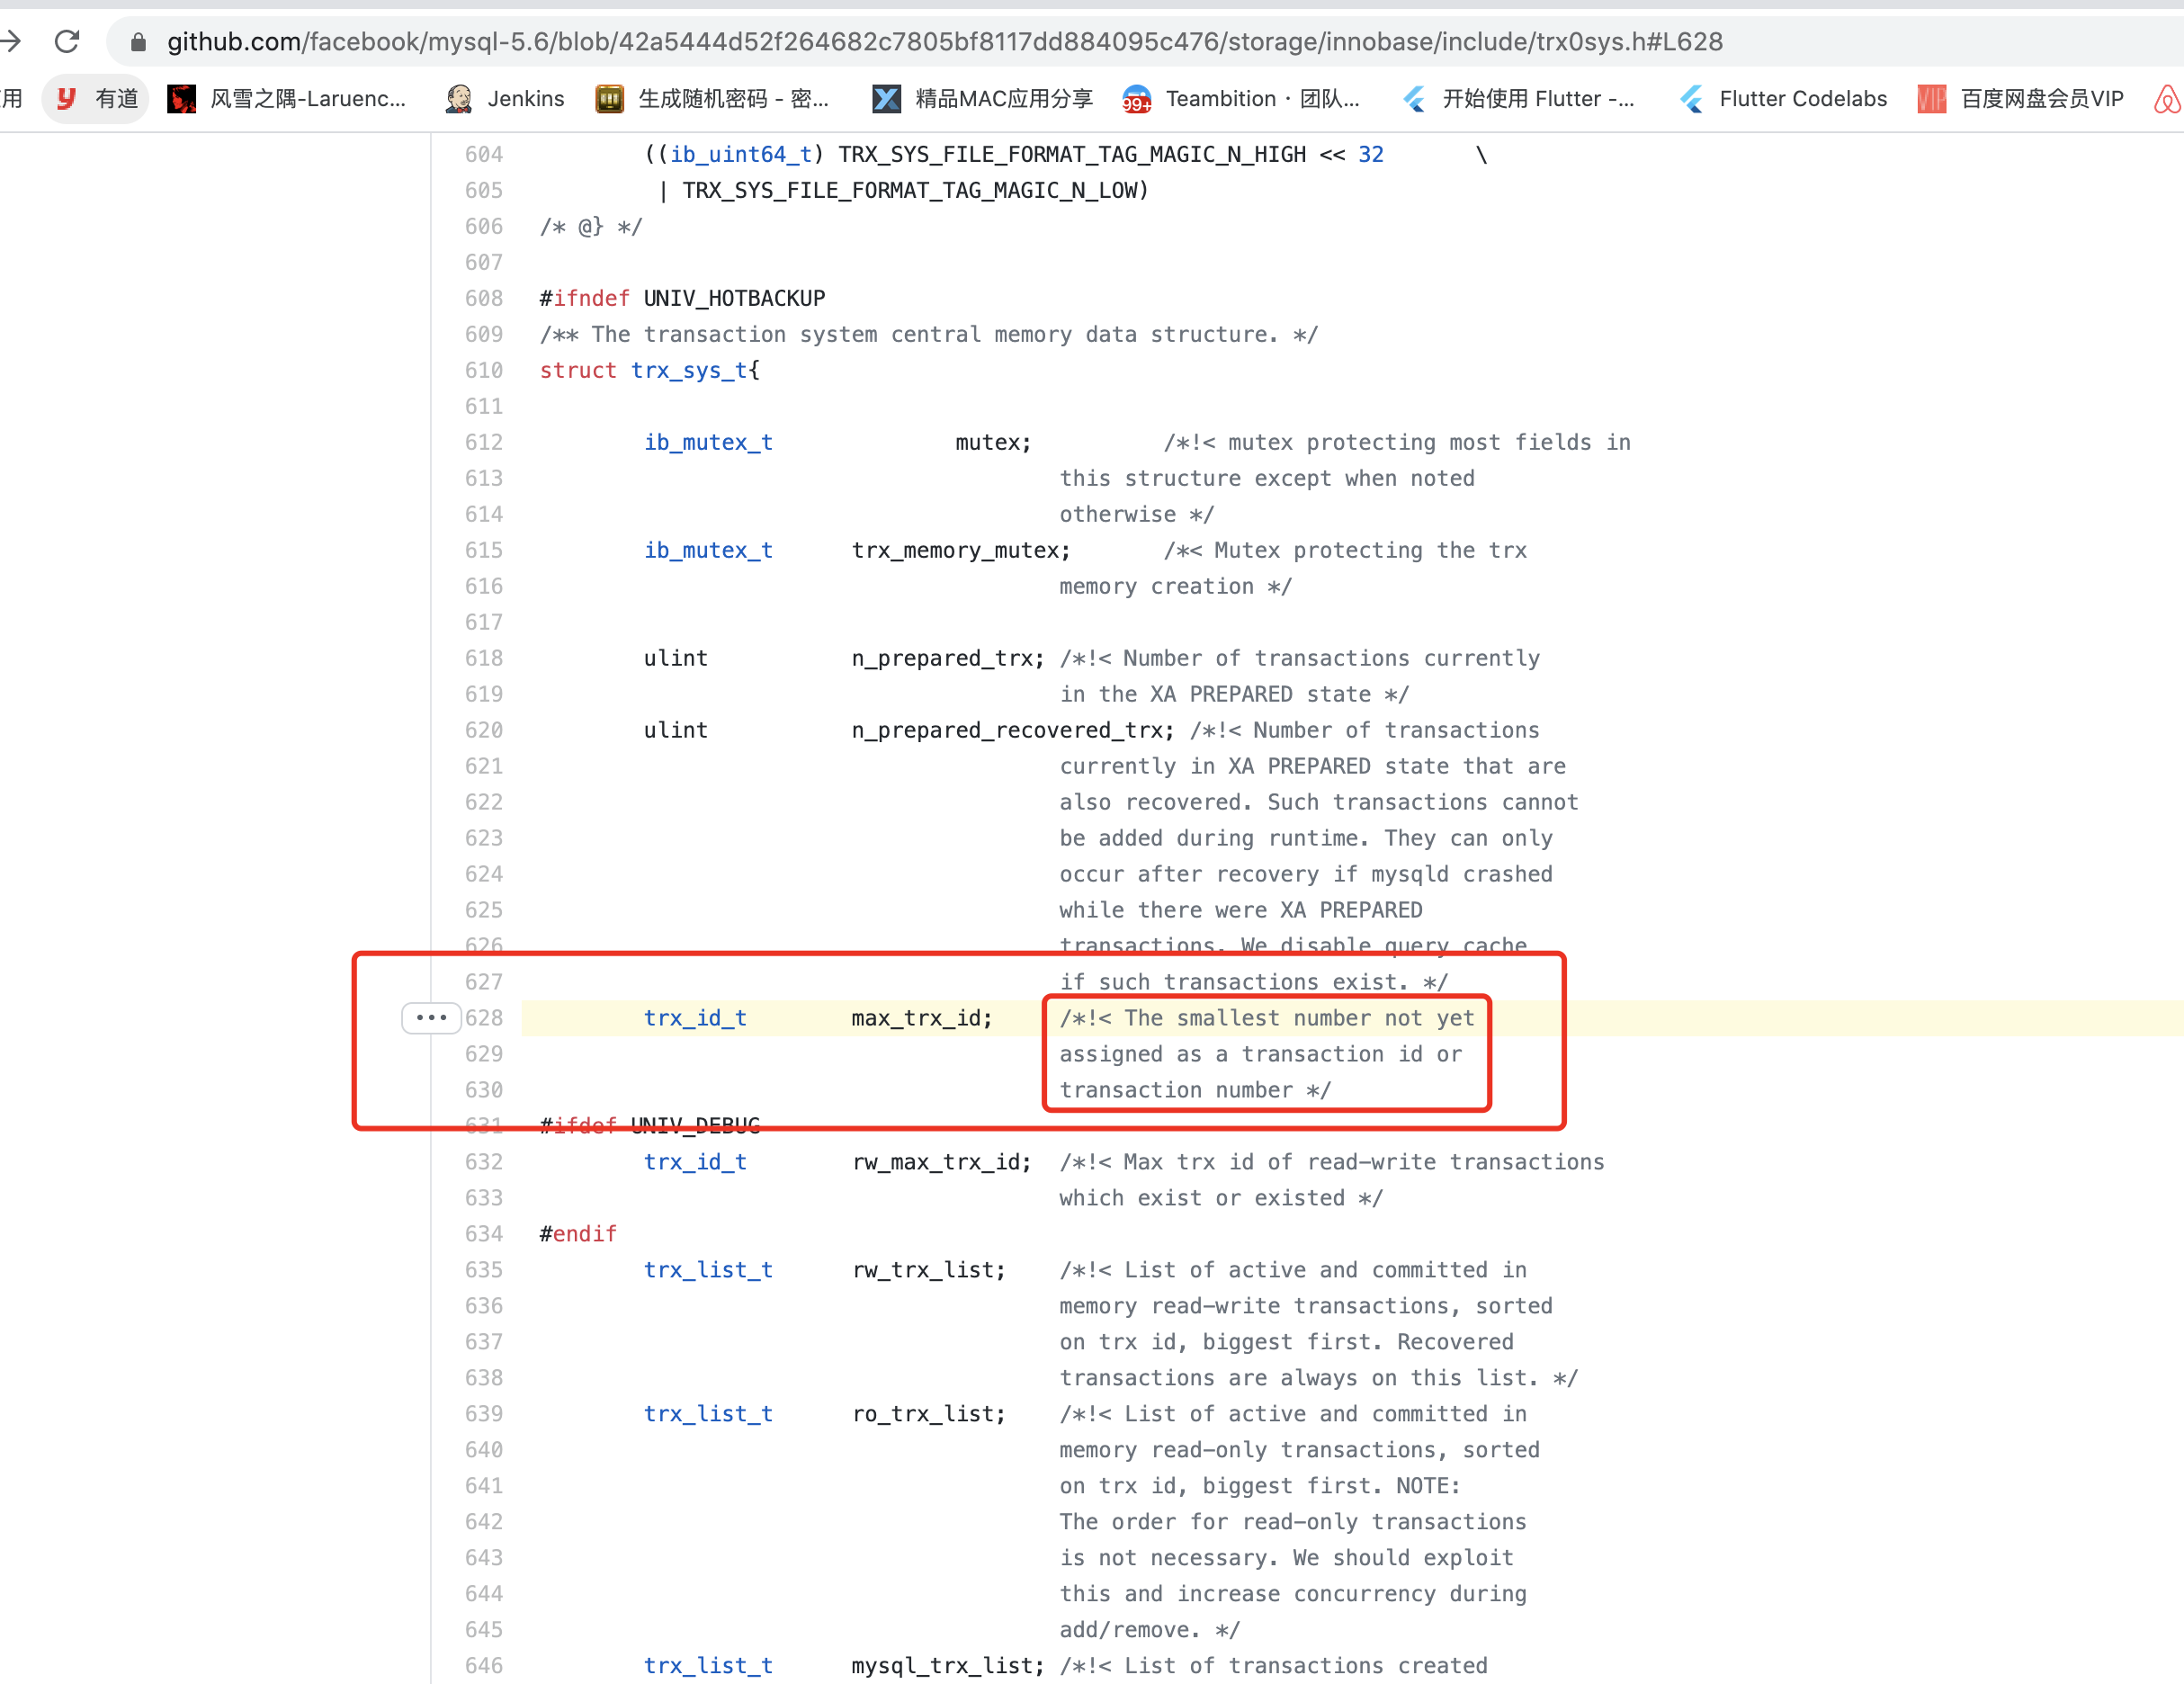 github.com/facebook/mysql-5.6/blob/42a5444d52f264682c7805bf8117dd884095c476/storage/innobase/include/trx0sys.h#L628
用 有道 风雪之隅-Laruenc... Jenkins 生成随机密码 - 密... 精品MAC应用分享 99+ Teambition · 团队... 开始使用 Flutter -... Flutter Codelabs VIP 百度网盘会员VIP
604 ((ib_uint64_t) TRX_SYS_FILE_FORMAT_TAG_MAGIC_N_HIGH << 32 \
605 | TRX_SYS_FILE_FORMAT_TAG_MAGIC_N_LOW)
606 /* @} */
607
608 #ifndef UNIV_HOTBACKUP
609 /** The transaction system central memory data structure. */
610 struct trx_sys_t{
611
612 ib_mutex_t mutex; /*!< mutex protecting most fields in
613 this structure except when noted
614 otherwise */
615 ib_mutex_t trx_memory_mutex; /*< Mutex protecting the trx
616 memory creation */
617
618 ulint n_prepared_trx; /*!< Number of transactions currently
619 in the XA PREPARED state */
620 ulint n_prepared_recovered_trx; /*!< Number of transactions
621 currently in XA PREPARED state that are
622 also recovered. Such transactions cannot
623 be added during runtime. They can only
624 occur after recovery if mysqld crashed
625 while there were XA PREPARED
626 transactions. We disable query cache
627 if such transactions exist. */
628 trx_id_t max_trx_id; /*!< The smallest number not yet
629 assigned as a transaction id or
630 transaction number */
631 #ifdef UNIV_DEBUG
632 trx_id_t rw_max_trx_id; /*!< Max trx id of read-write transactions
633 which exist or existed */
634 #endif
635 trx_list_t rw_trx_list; /*!< List of active and committed in
636 memory read-write transactions, sorted
637 on trx id, biggest first. Recovered
638 transactions are always on this list. */
639 trx_list_t ro_trx_list; /*!< List of active and committed in
640 memory read-only transactions, sorted
641 on trx id, biggest first. NOTE:
642 The order for read-only transactions
643 is not necessary. We should exploit
644 this and increase concurrency during
645 add/remove. */
646 trx_list_t mysql_trx_list; /*!< List of transactions created